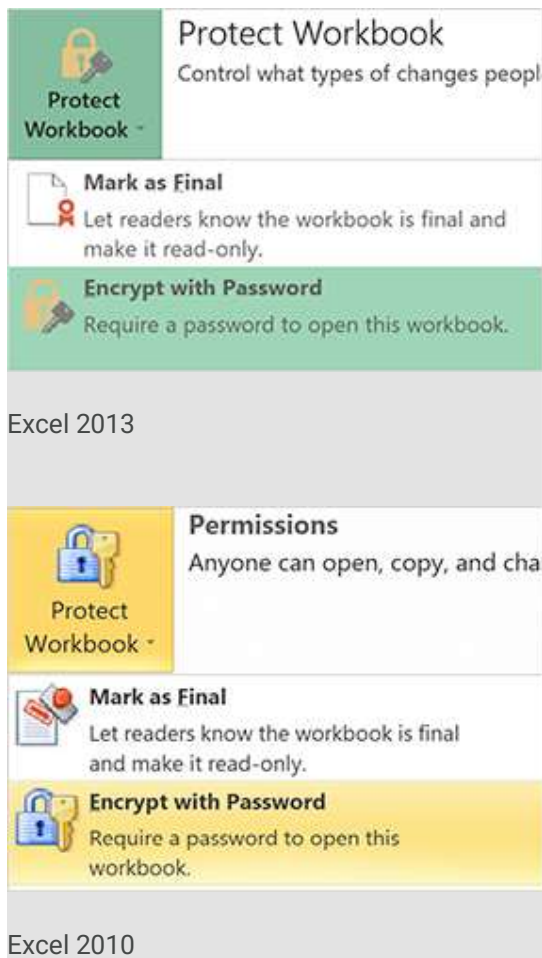 Protect Workbook
Control what types of changes peopl
Protect
Workbook
Mark as Final
Let readers know the workbook is final and
make it read-only.
Encrypt with Password
Require a password to open this workbook.
Excel 2013
Permissions
Anyone can open, copy, and cha
Protect
Workbook
Mark as Final
Let readers know the workbook is final
and make it read-only.
Encrypt with Password
Require a password to open this
workbook.
Excel 2010